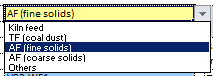 AF (fine solids)
Kiln feed
TF (coal dust)
AF (fine solids)
AF (coarse solids)
Others